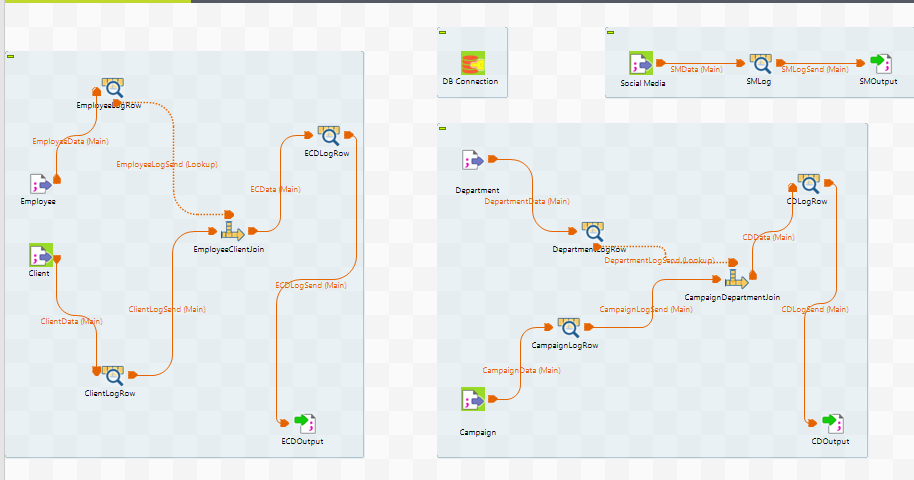 EmployeeLogRow
EmployeeData (Main)
EmployeeLogSend (Lookup)
ECDLogRow
Employee
ECData (Main)
EmployeeClientJoin
Client
ECDLogSend (Main)
ClientData (Main)
ClientLogSend (Main)
ClientLogRow
ECDOutput
DB Connection
Social Media
SMData (Main)
SMLog
SMLogSend (Main)
SMOutput
Department
DepartmentData (Main)
CDLogRow
DepartmentLogRow
CDData (Main)
DepartmentLogSend (Lookup)
CampaignDepartmentJoin
CampaignLogSend (Main)
CDLogSend (Main)
CampaignLogRow
CampaignData (Main)
Campaign
CDOutput